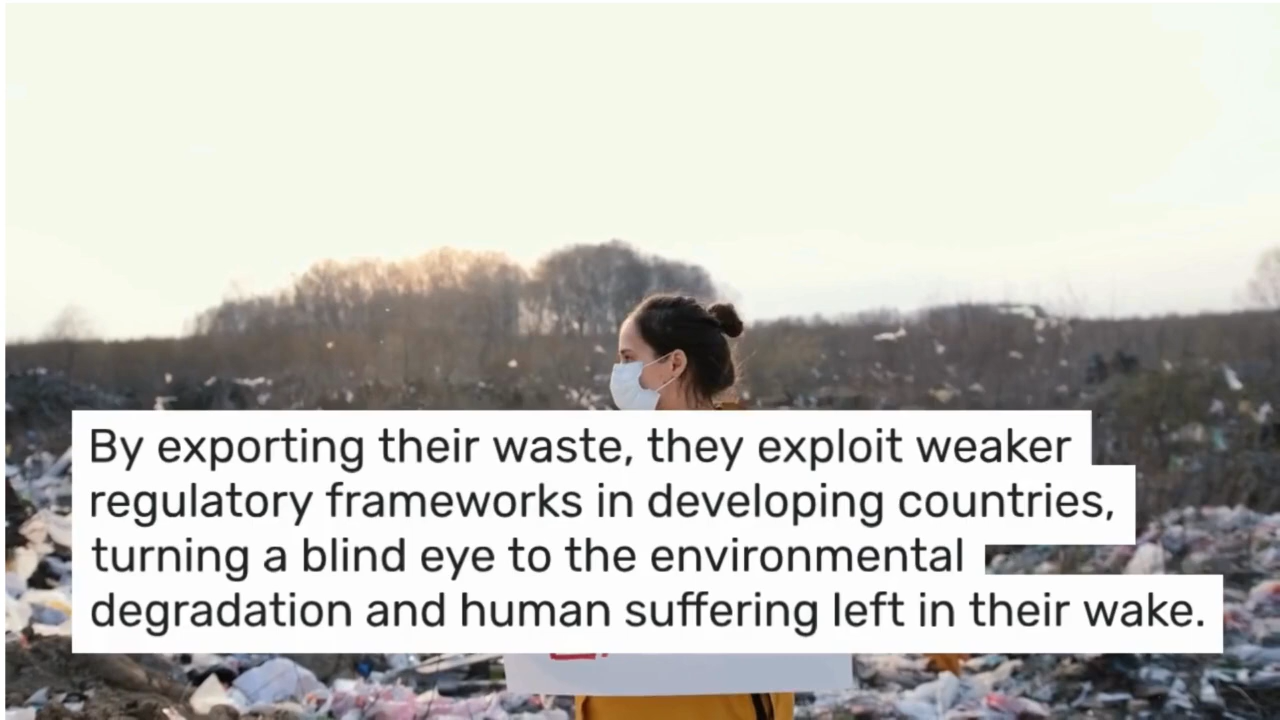 By exporting their waste, they exploit weaker
regulatory frameworks in developing countries,
turning a blind eye to the environmental
degradation and human suffering left in their wake.